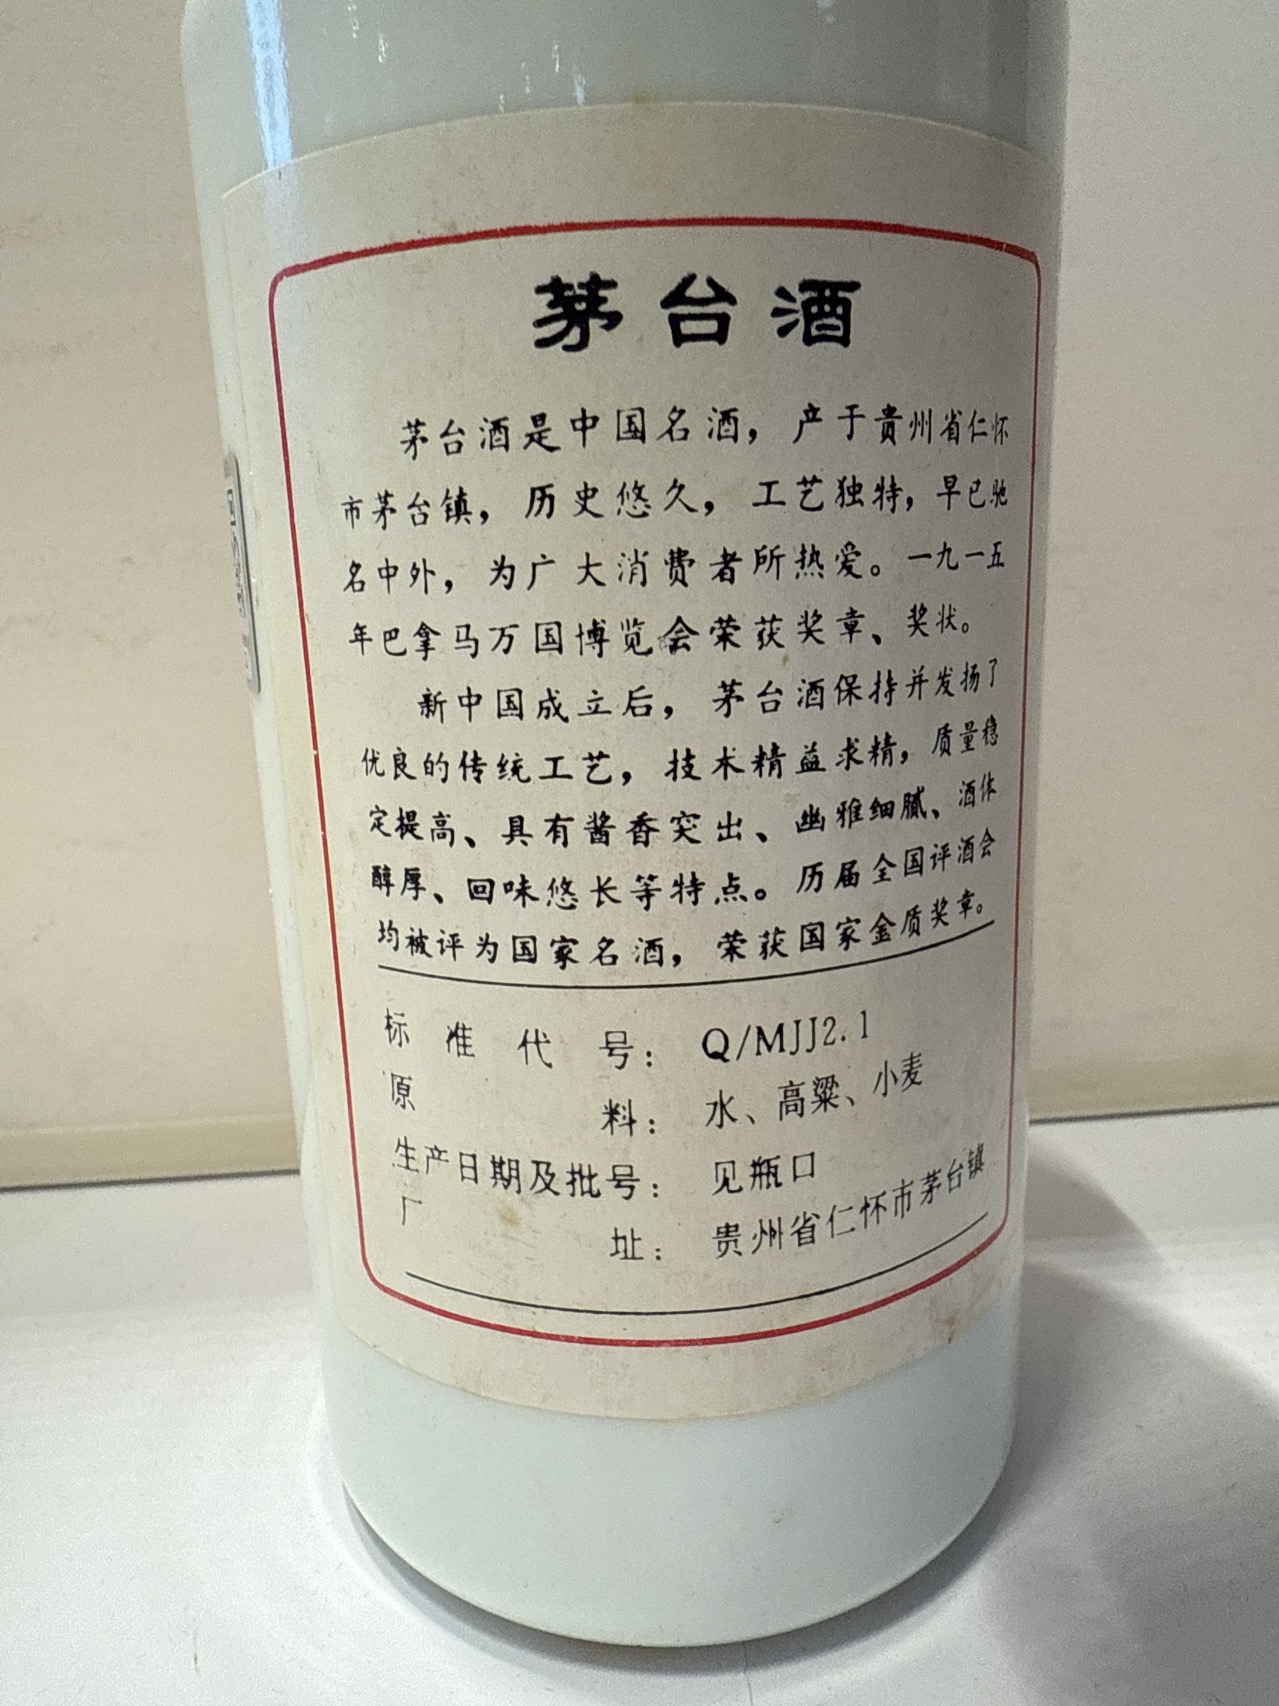 茅台酒
茅台酒是中国名酒，产于贵州省仁怀
市茅台镇，历史悠久，工艺独特，早已驰
名中外，为广大消费者所热爱。一九一五
年巴拿马万国博览会荣获奖章、奖状。
新中国成立后，茅台酒保持并发扬了
优良的传统工艺，技术精益求精，质量稳
定提高、具有酱香突出、幽雅细腻、酒体
醇厚、回味悠长等特点。历届全国评酒会
均被评为国家名酒，荣获国家金质奖章。
标准代号：Q/MJJ2.1
原料：水、高粱、小麦
生产日期及批号：见瓶口
厂址：贵州省仁怀市茅台镇